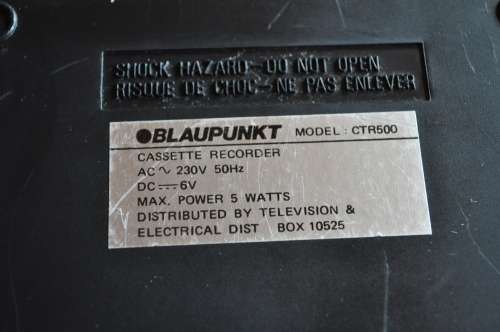 SHOCK HAZARD-DO NOT OPEN
RISQUE DE CHOC-NE PAS ENLEVER
BLAUPUNKT MODEL: CTR500
CASSETTE RECORDER
AC ~ 230V 50Hz
DC ⎓ 6V
MAX. POWER 5 WATTS
DISTRIBUTED BY TELEVISION &
ELECTRICAL DIST BOX 10525